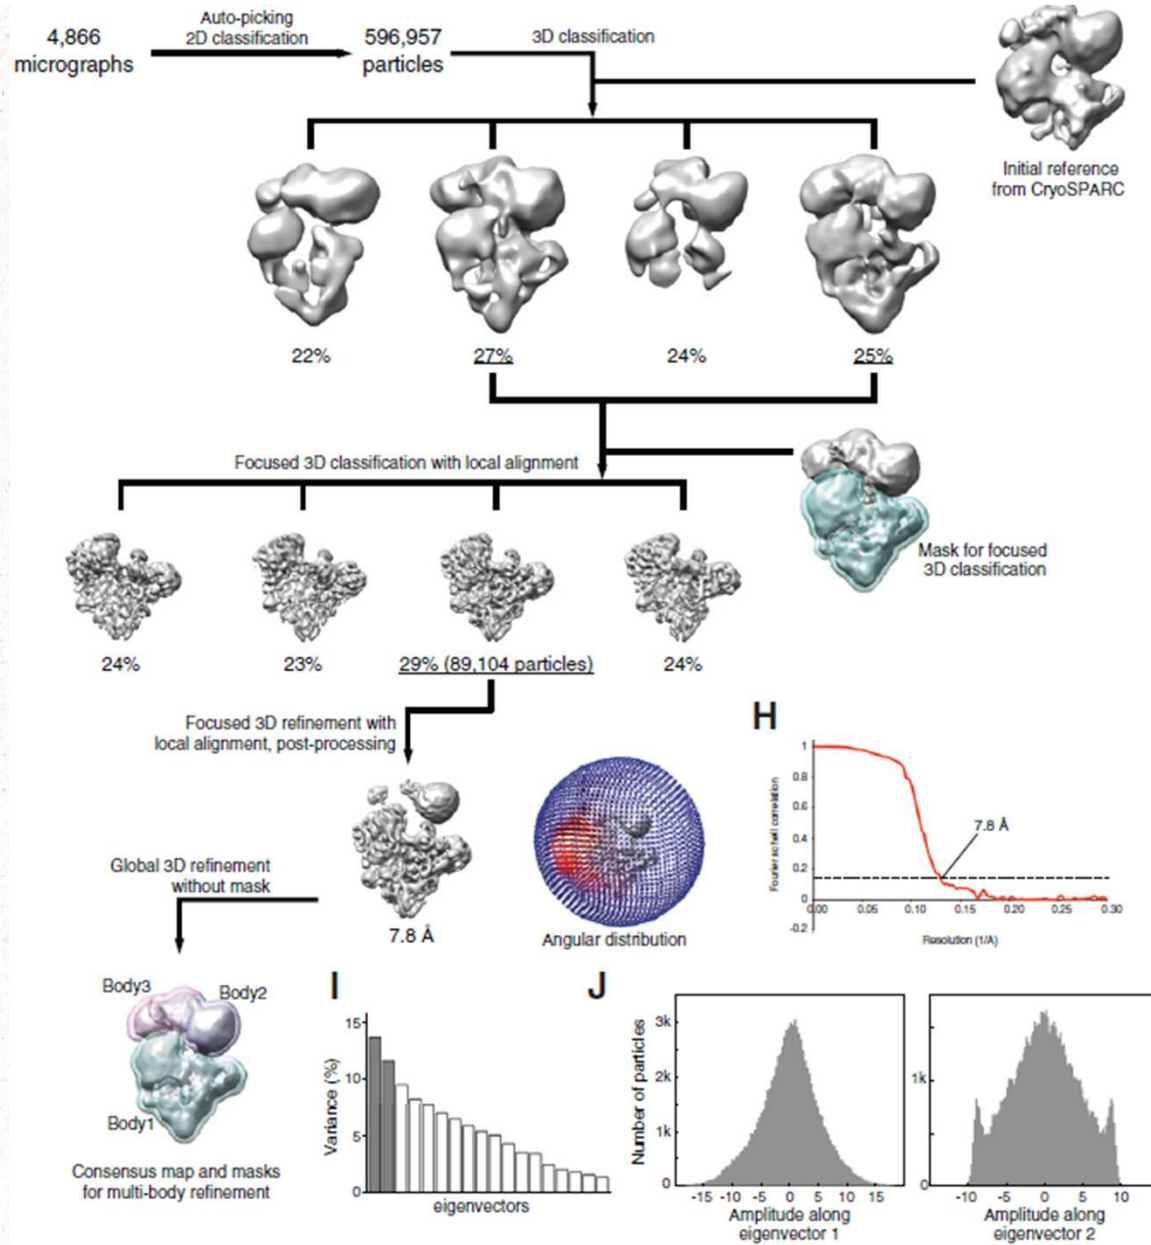 4,866
micrographs
Auto-picking
2D classification
596,957
particles
3D classification
Initial reference
from CryoSPARC
22%
27%
24%
25%
Focused 3D classification with local alignment
Mask for focused
3D classification
24%
23%
29% (89,104 particles)
24%
Focused 3D refinement with
local alignment, post-processing
7.8 Å
Angular distribution
H
Fourier schell correlation
1
0.8
0.6
0.4
0.2
0
-0.2
7.8 Å
0.00 0.05 0.10 0.15 0.20 0.25 0.30
Resolution (1/Å)
Global 3D refinement
without mask
Body3
Body2
Body1
Consensus map and masks
for multi-body refinement
I
Variance (%)
15
10
5
0
eigenvectors
J
Number of particles
3k
2k
1k
0
-15 -10 -5 0 5 10 15
Amplitude along
eigenvector 1
1k
0
-10 -5 0 5 10
Amplitude along
eigenvector 2